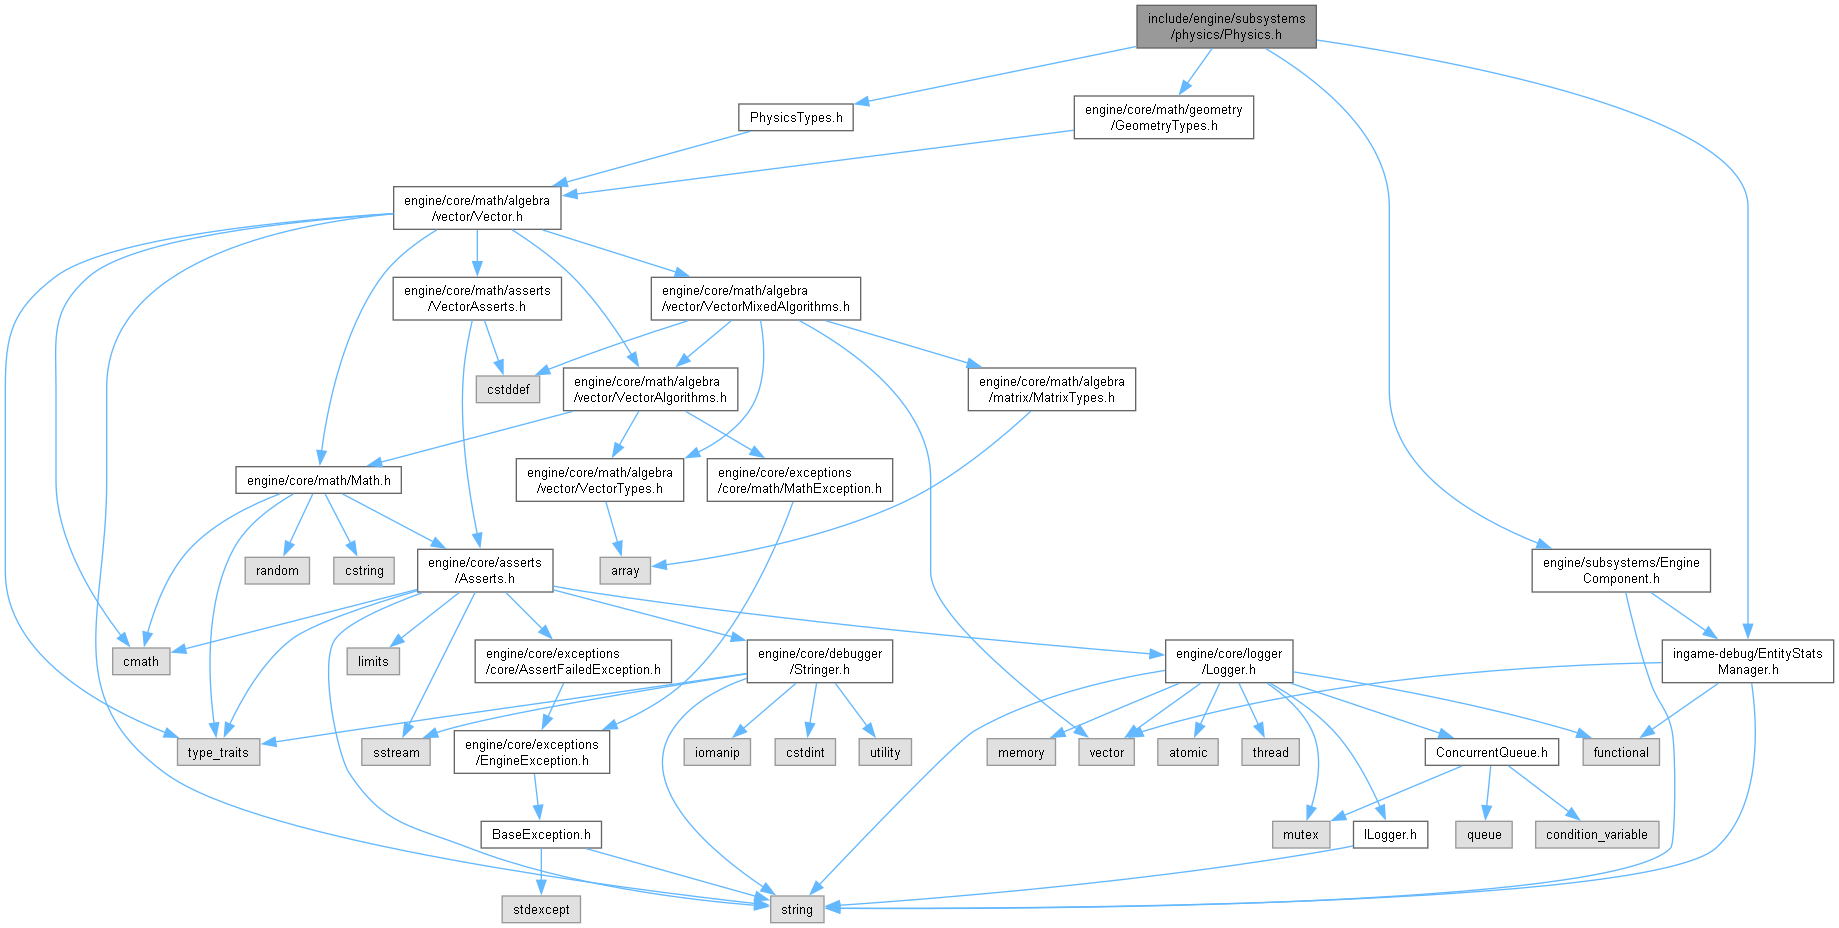 include/engine/subsystems
/physics/Physics.h
PhysicsTypes.h
engine/core/math/geometry
/GeometryTypes.h
engine/core/math/algebra
/vector/Vector.h
engine/core/math/asserts
/VectorAsserts.h
engine/core/math/algebra
/vector/VectorMixedAlgorithms.h
cstddef
engine/core/math/algebra
/vector/VectorAlgorithms.h
engine/core/math/algebra
/matrix/MatrixTypes.h
engine/core/math/Math.h
engine/core/math/algebra
/vector/VectorTypes.h
engine/core/exceptions
/core/math/MathException.h
random
cstring
engine/core/asserts
/Asserts.h
array
engine/subsystems/Engine
Component.h
cmath
limits
engine/core/exceptions
/core/AssertFailedException.h
engine/core/debugger
/Stringer.h
engine/core/logger
/Logger.h
ingame-debug/EntityStats
Manager.h
type_traits
sstream
engine/core/exceptions
/EngineException.h
iomanip
cstdint
utility
memory
vector
atomic
thread
ConcurrentQueue.h
functional
BaseException.h
mutex
ILogger.h
queue
condition_variable
stdexcept
string